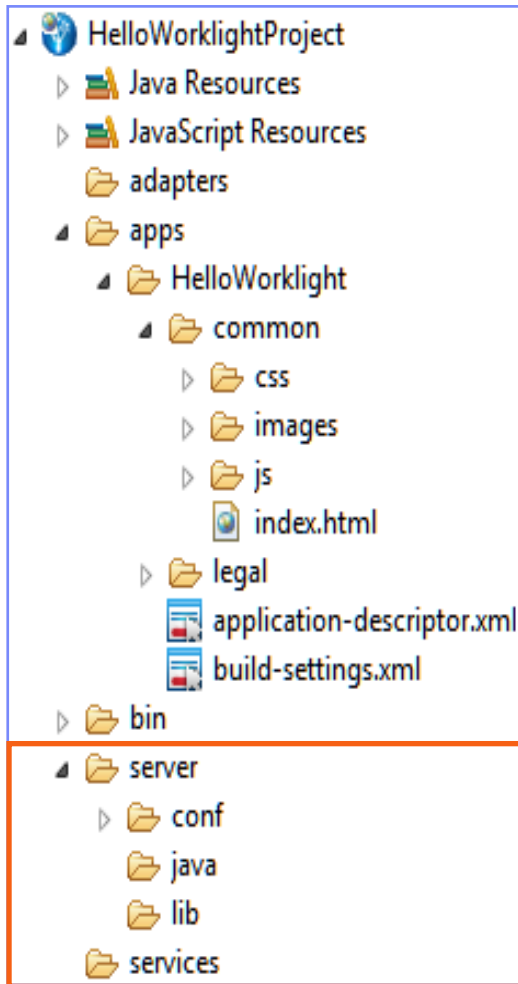 HelloWorklightProject
Java Resources
JavaScript Resources
adapters
apps
HelloWorklight
common
css
images
js
index.html
legal
application-descriptor.xml
build-settings.xml
bin
server
conf
java
lib
services